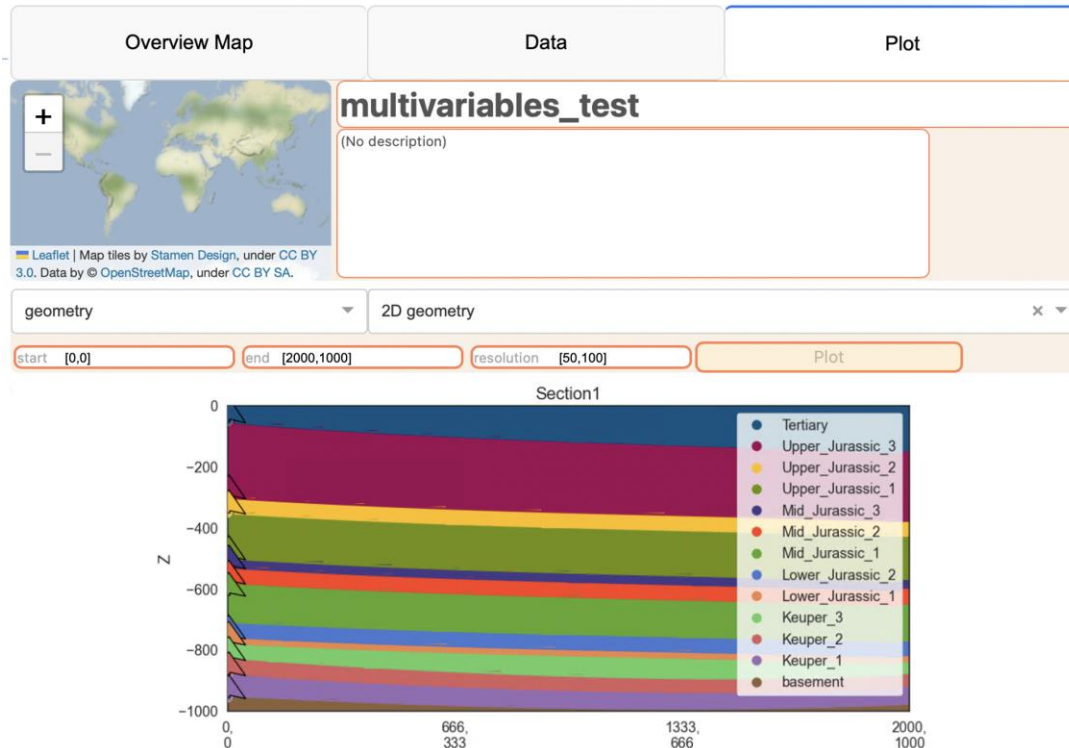 Overview Map
Data
Plot
+
−
multivariables_test
(No description)
Leaflet | Map tiles by Stamen Design, under CC BY
3.0. Data by © OpenStreetMap, under CC BY SA.
geometry
2D geometry
×
start [0,0]
end [2000,1000]
resolution [50,100]
Plot
Section1
0
−200
−400
−600
−800
−1000
Z
Tertiary
Upper_Jurassic_3
Upper_Jurassic_2
Upper_Jurassic_1
Mid_Jurassic_3
Mid_Jurassic_2
Mid_Jurassic_1
Lower_Jurassic_2
Lower_Jurassic_1
Keuper_3
Keuper_2
Keuper_1
basement
0, 666, 1333, 2000,
0 333 666 1000